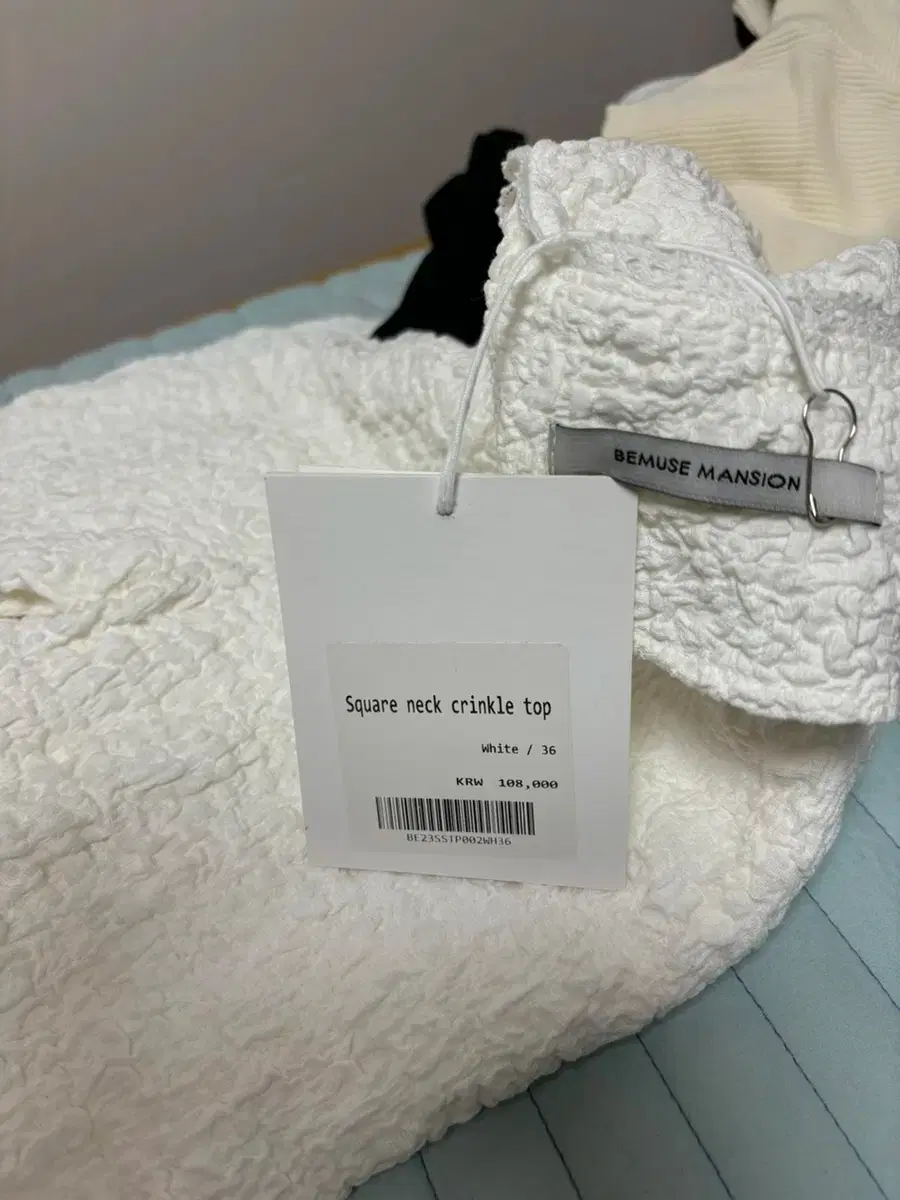 BEMUSE MANSION
Square neck crinkle top
White / 36
KRW 108,000
BE23SSTP002WH36